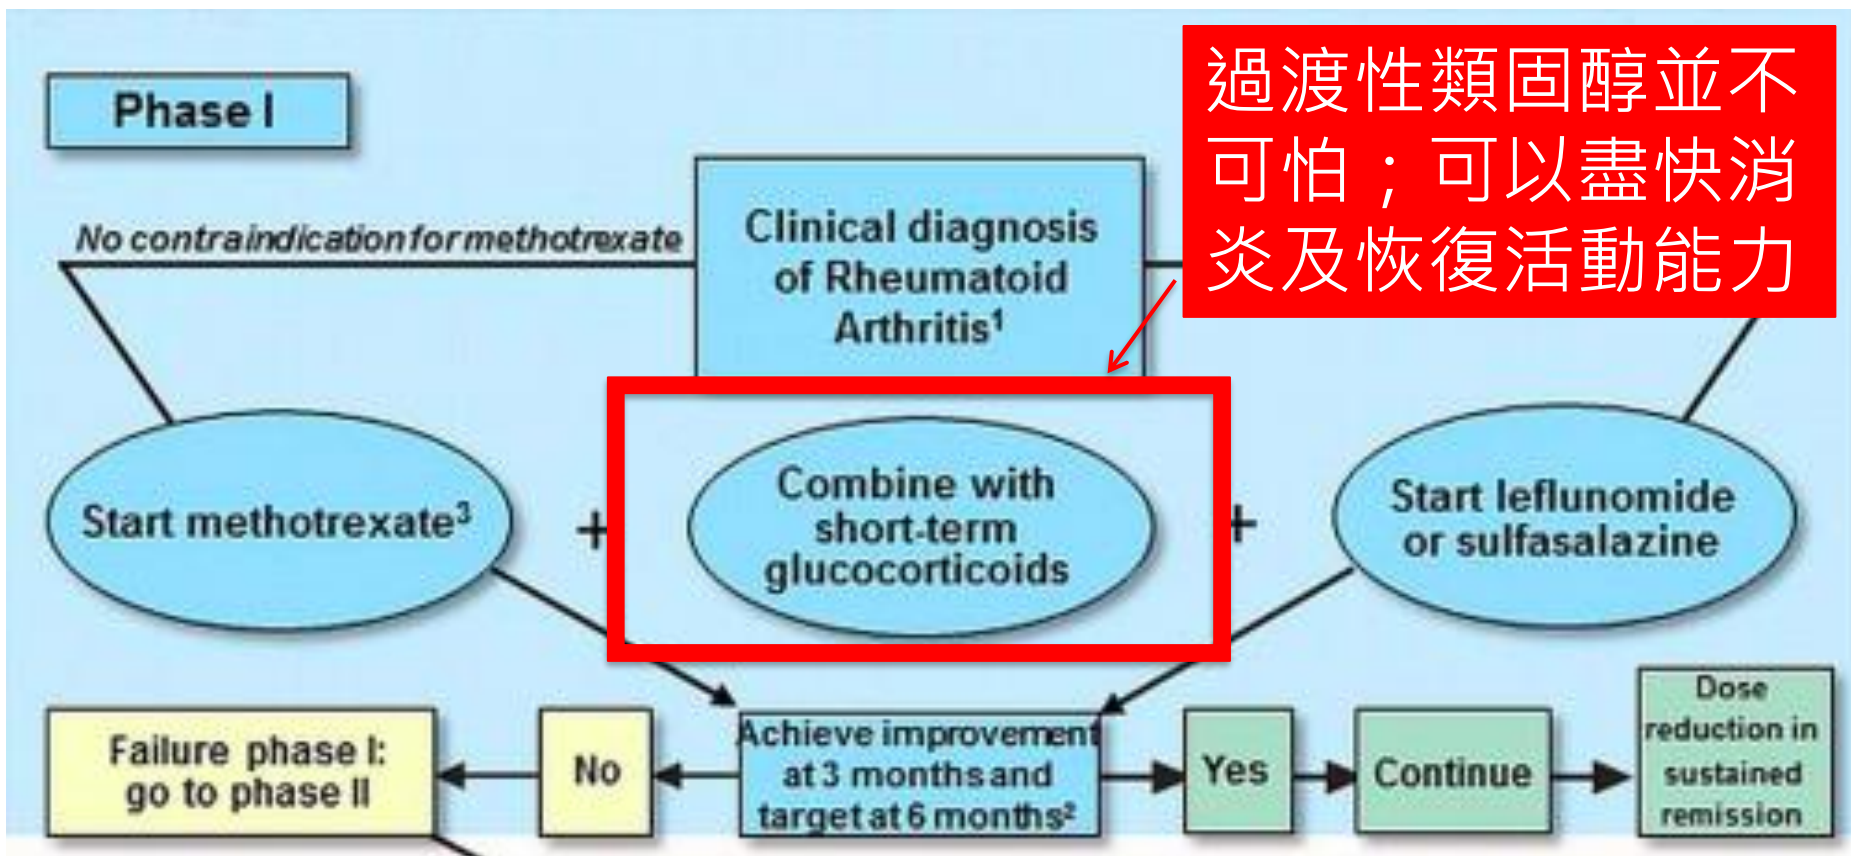 Phase I
過渡性類固醇並不
可怕；可以盡快消
炎及恢復活動能力
No contraindication for methotrexate
Clinical diagnosis
of Rheumatoid
Arthritis¹
Start methotrexate³
+
Combine with
short-term
glucocorticoids
+
Start leflunomide
or sulfasalazine
Failure phase I:
go to phase II
No
Achieve improvement
at 3 months and
target at 6 months²
Yes
Continue
Dose
reduction in
sustained
remission